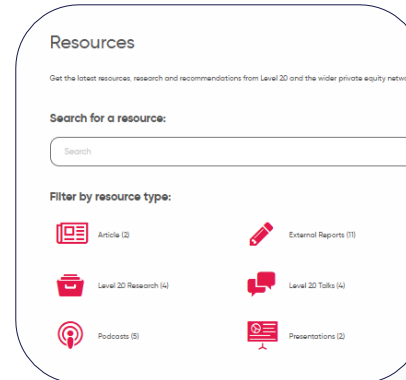 Resources
Get the latest resources, research and recommendations from Level 20 and the wider private equity
Search for a resource:
Search
Filter by resource type:
Article (2)
External Reports (11)
Level 20 Research (4)
Level 20 Talks (4)
Podcasts (5)
Presentations (2)